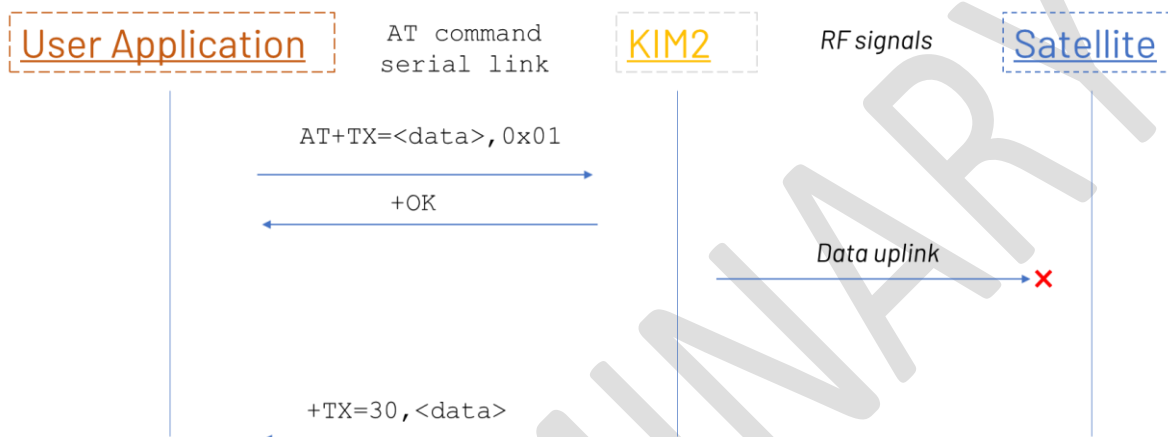 User Application
AT command
serial link
KIM2
RF signals
Satellite
AT+TX=<data>,0x01
+OK
Data uplink
+TX=30,<data>